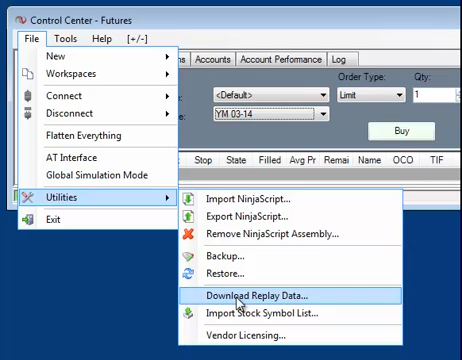 Control Center - Futures
File Tools Help [+/-]
New
Workspaces
Connect
Disconnect
Flatten Everything
AT Interface
Global Simulation Mode
Utilities
Exit
Accounts Account Performance Log
Order Type: Qty:
<Default> Limit 1
YM 03-14
Buy
Stop State Filled Avg Pr Remai Name OCO TIF
Import NinjaScript...
Export NinjaScript...
Remove NinjaScript Assembly...
Backup...
Restore...
Download Replay Data...
Import Stock Symbol List...
Vendor Licensing...